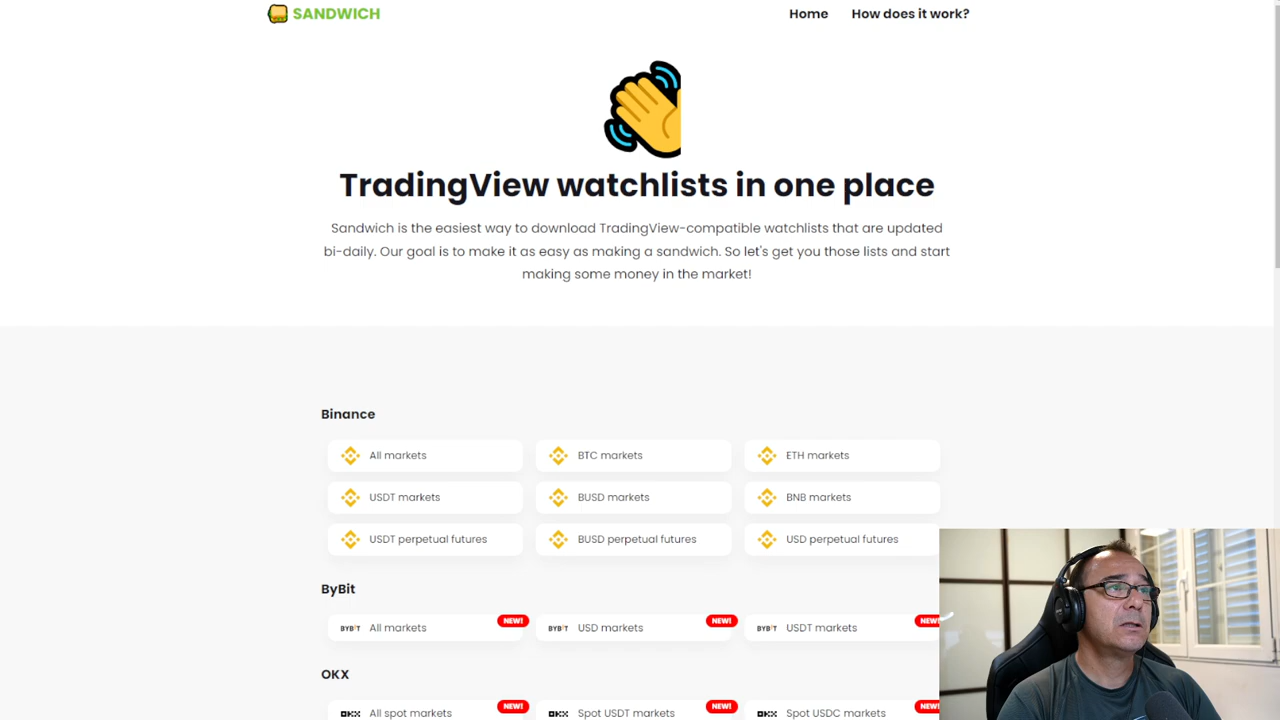 SANDWICH
Home
How does it work?
TradingView watchlists in one place
Sandwich is the easiest way to download TradingView-compatible watchlists that are updated
bi-daily. Our goal is to make it as easy as making a sandwich. So let's get you those lists and start
making some money in the market!
Binance
All markets
BTC markets
ETH markets
USDT markets
BUSD markets
BNB markets
USDT perpetual futures
BUSD perpetual futures
USD perpetual futures
ByBit
BYBIT All markets NEW!
BYBIT USD markets NEW!
BYBIT USDT markets NEW!
OKX
OKX All spot markets NEW!
OKX Spot USDT markets NEW!
OKX Spot USDC markets NEW!